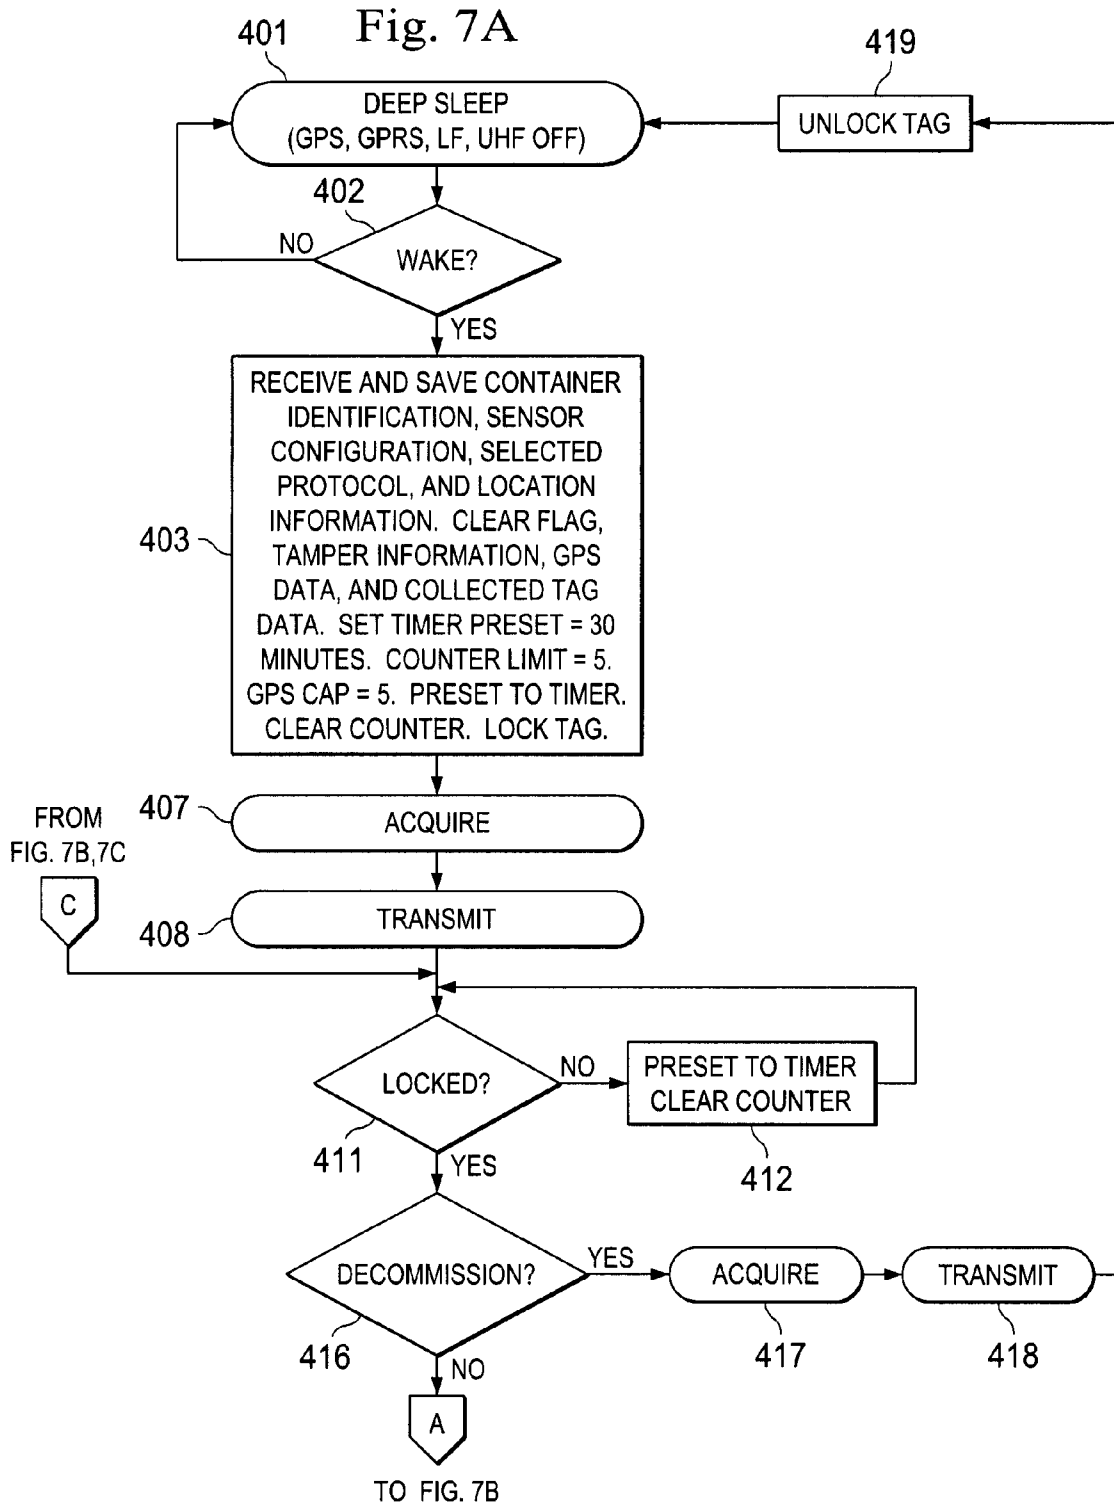 Fig. 7A
401
419
DEEP SLEEP
(GPS, GPRS, LF, UHF OFF)
UNLOCK TAG
402
NO
WAKE?
YES
403
RECEIVE AND SAVE CONTAINER
IDENTIFICATION, SENSOR
CONFIGURATION, SELECTED
PROTOCOL, AND LOCATION
INFORMATION. CLEAR FLAG,
TAMPER INFORMATION, GPS
DATA, AND COLLECTED TAG
DATA. SET TIMER PRESET = 30
MINUTES. COUNTER LIMIT = 5.
GPS CAP = 5. PRESET TO TIMER.
CLEAR COUNTER. LOCK TAG.
407
ACQUIRE
FROM
FIG. 7B,7C
C
408
TRANSMIT
LOCKED?
NO
PRESET TO TIMER
CLEAR COUNTER
411
YES
412
DECOMMISSION?
YES
ACQUIRE
TRANSMIT
416
NO
417
418
A
TO FIG. 7B